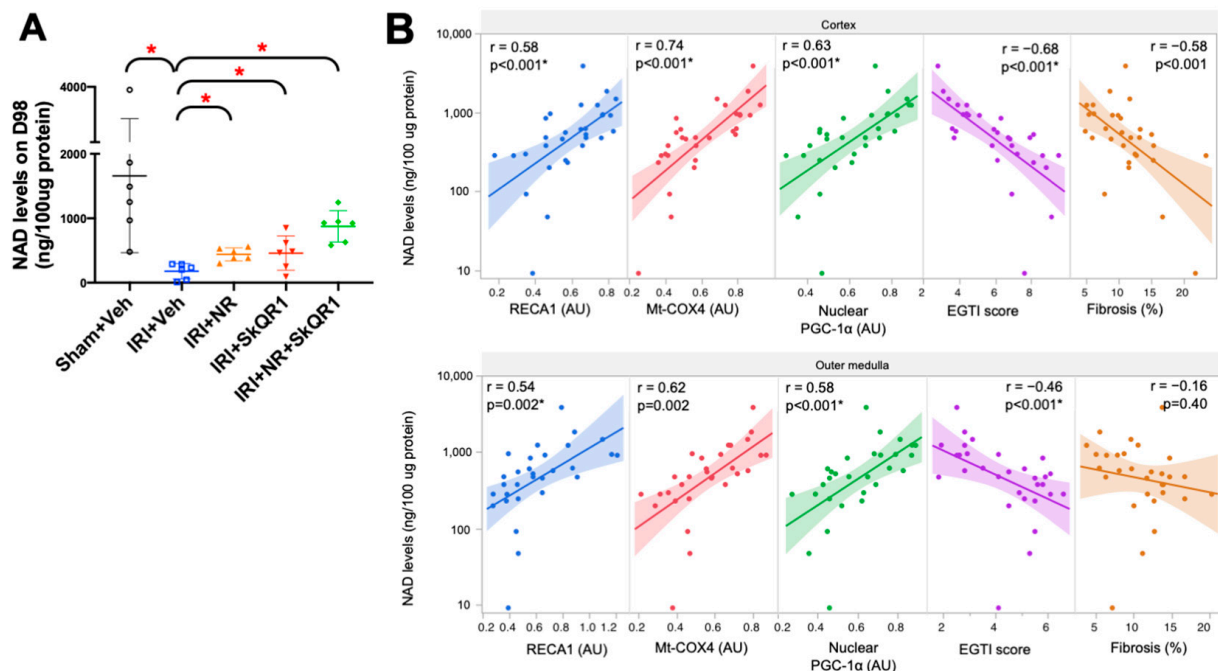 A
NAD levels on D98
(ng/100ug protein)
4000
2000
1000
0
*
*
*
*
Sham+Veh
IRI+Veh
IRI+NR
IRI+SkQR1
IRI+NR+SkQR1
B
Cortex
NAD levels (ng/100 ug protein)
10,000
1,000
100
10
r = 0.58
p<0.001*
r = 0.74
p<0.001*
r = 0.63
p<0.001*
r = −0.68
p<0.001*
r = −0.58
p<0.001
0.2 0.4 0.6 0.8
0.2 0.4 0.6 0.8
0.4 0.6 0.8
2 4 6 8
5 10 15 20
RECA1 (AU)
Mt-COX4 (AU)
Nuclear
PGC-1α (AU)
EGTI score
Fibrosis (%)
Outer medulla
NAD levels (ng/100 ug protein)
10,000
1,000
100
10
r = 0.54
p=0.002*
r = 0.62
p=0.002
r = 0.58
p<0.001*
r = −0.46
p<0.001*
r = −0.16
p=0.40
0.2 0.4 0.6 0.8 1.0 1.2
0.2 0.4 0.6 0.8
0.4 0.6 0.8
2 4 6
5 10 15 20
RECA1 (AU)
Mt-COX4 (AU)
Nuclear
PGC-1α (AU)
EGTI score
Fibrosis (%)